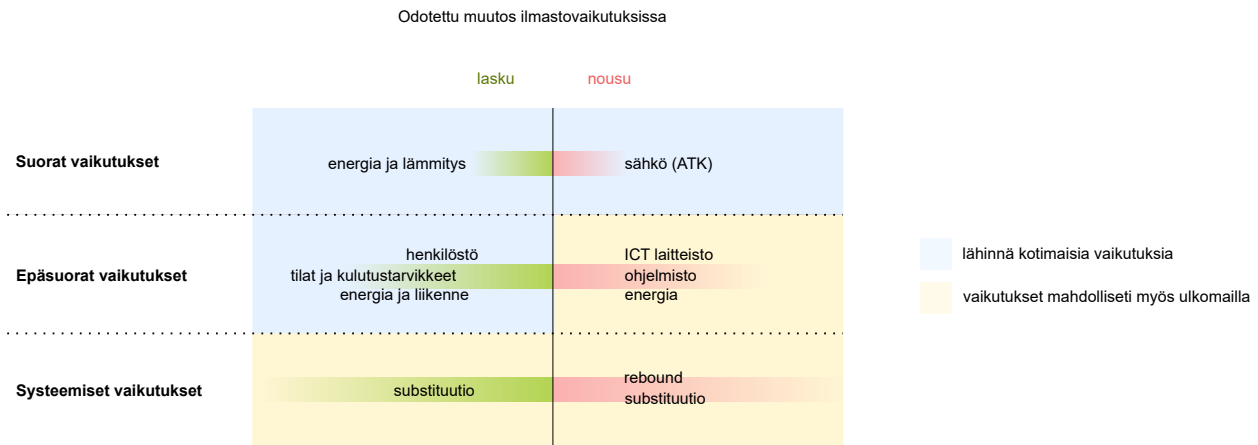 Odotettu muutos ilmastovaikutuksissa
lasku
nousu
Suorat vaikutukset
energia ja lämmitys
sähkö (ATK)
Epäsuorat vaikutukset
henkilöstö
tilat ja kulutustarvikkeet
energia ja liikenne
ICT laitteisto
ohjelmisto
energia
Systeemiset vaikutukset
substituutio
rebound
substituutio
lähinnä kotimaisia vaikutuksia
vaikutukset mahdolliseti myös ulkomailla